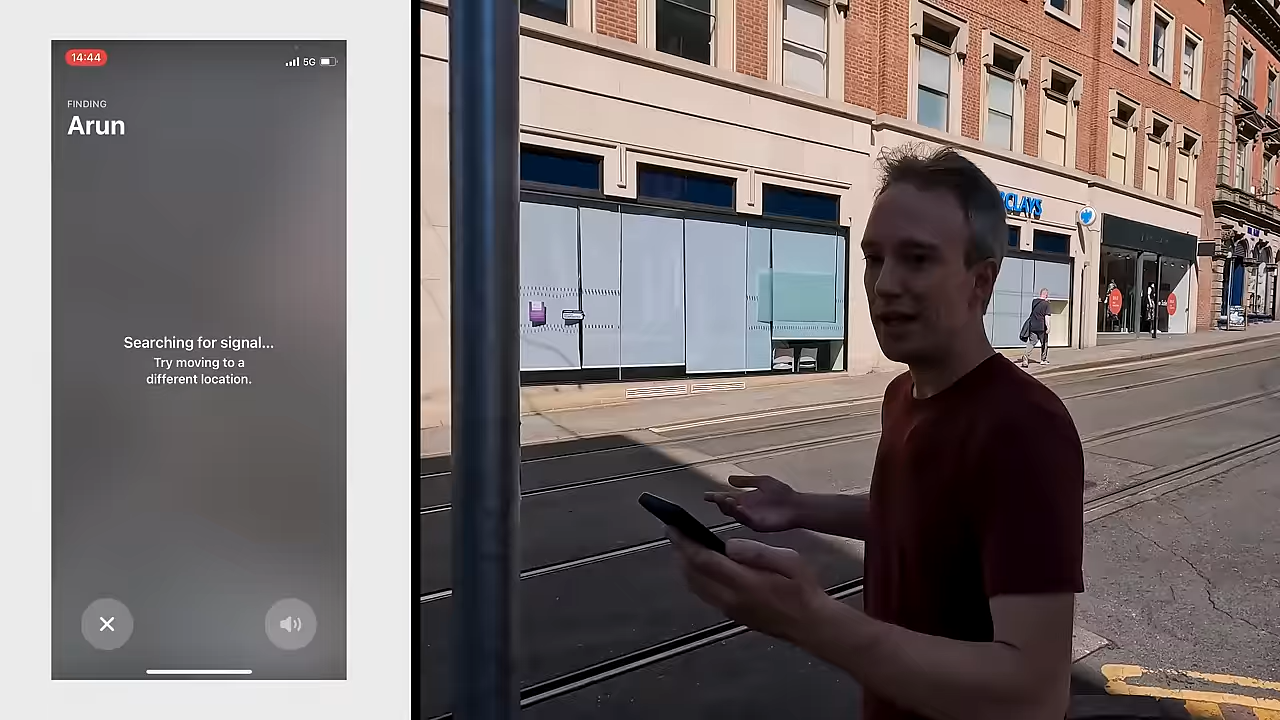 14:44
5G
FINDING
Arun
Searching for signal...
Try moving to a
different location.
CLAYS